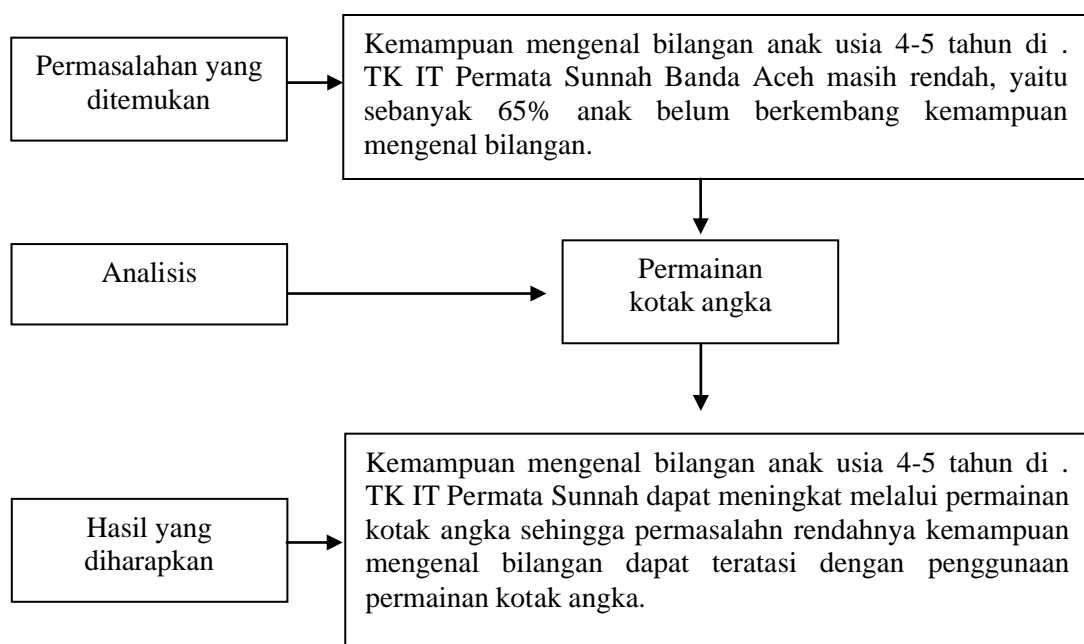 Permasalahan yang
ditemukan
Kemampuan mengenal bilangan anak usia 4-5 tahun di .
TK IT Permata Sunnah Banda Aceh masih rendah, yaitu
sebanyak 65% anak belum berkembang kemampuan
mengenal bilangan.
Analisis
Permainan
kotak angka
Hasil yang
diharapkan
Kemampuan mengenal bilangan anak usia 4-5 tahun di .
TK IT Permata Sunnah dapat meningkat melalui permainan
kotak angka sehingga permasalahn rendahnya kemampuan
mengenal bilangan dapat teratasi dengan penggunaan
permainan kotak angka.